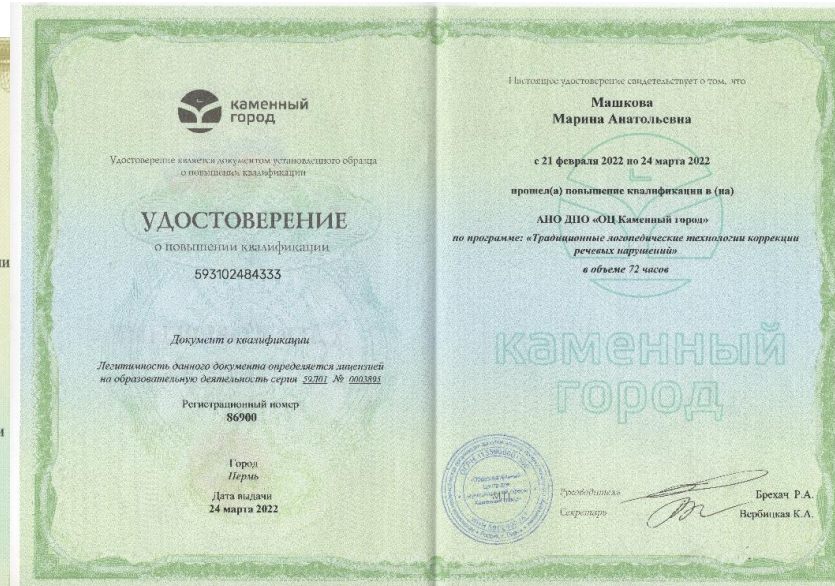 каменный
город
Удостоверение является документом установленного образца
о повышении квалификации
УДОСТОВЕРЕНИЕ
о повышении квалификации
593102484333
Документ о квалификации
Легитимность данного документа определяется лицензией
на образовательную деятельность серия 59Л01 № 0003895
Регистрационный номер
86900
Город
Пермь
Дата выдачи
24 марта 2022
Настоящее удостоверение свидетельствует о том, что
Машкова
Марина Анатольевна
с 21 февраля 2022 по 24 марта 2022
прошел(а) повышение квалификации в (на)
АНО ДПО «ОЦ Каменный город»
по программе: «Традиционные логопедические технологии коррекции
речевых нарушений»
в объеме 72 часов
каменный
город
М.П.
Руководитель
Брехач Р.А.
Секретарь
Вербицкая К.А.